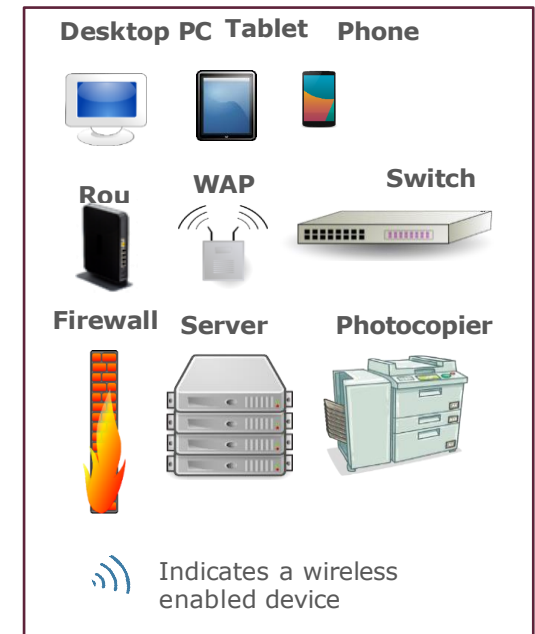 Desktop PC Tablet Phone
Rou WAP Switch
Firewall Server Photocopier
Indicates a wireless
enabled device